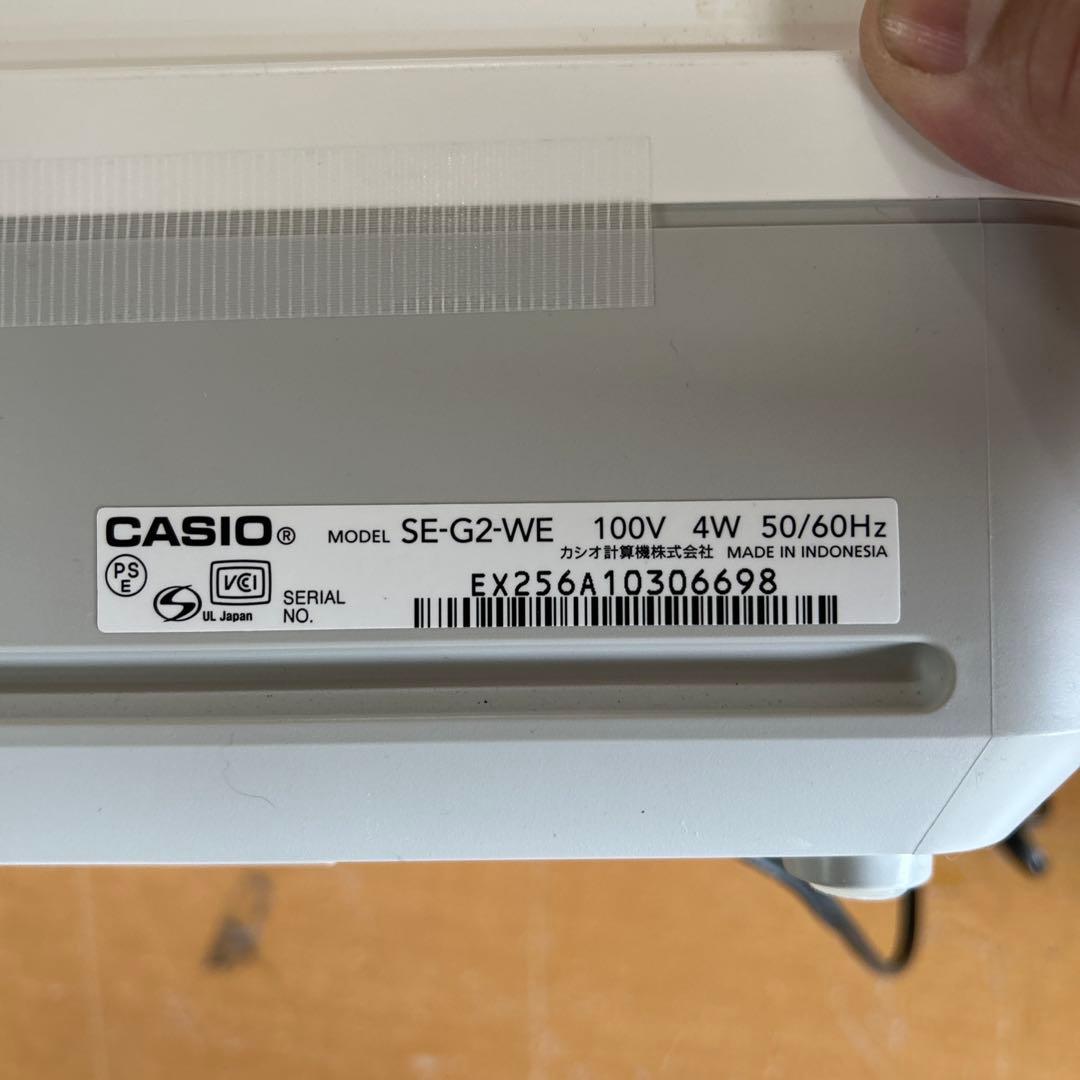 CASIO® MODEL SE-G2-WE 100V 4W 50/60Hz
カシオ計算機株式会社 MADE IN INDONESIA
PS E
VCI
UL Japan
SERIAL NO.
EX256A10306698